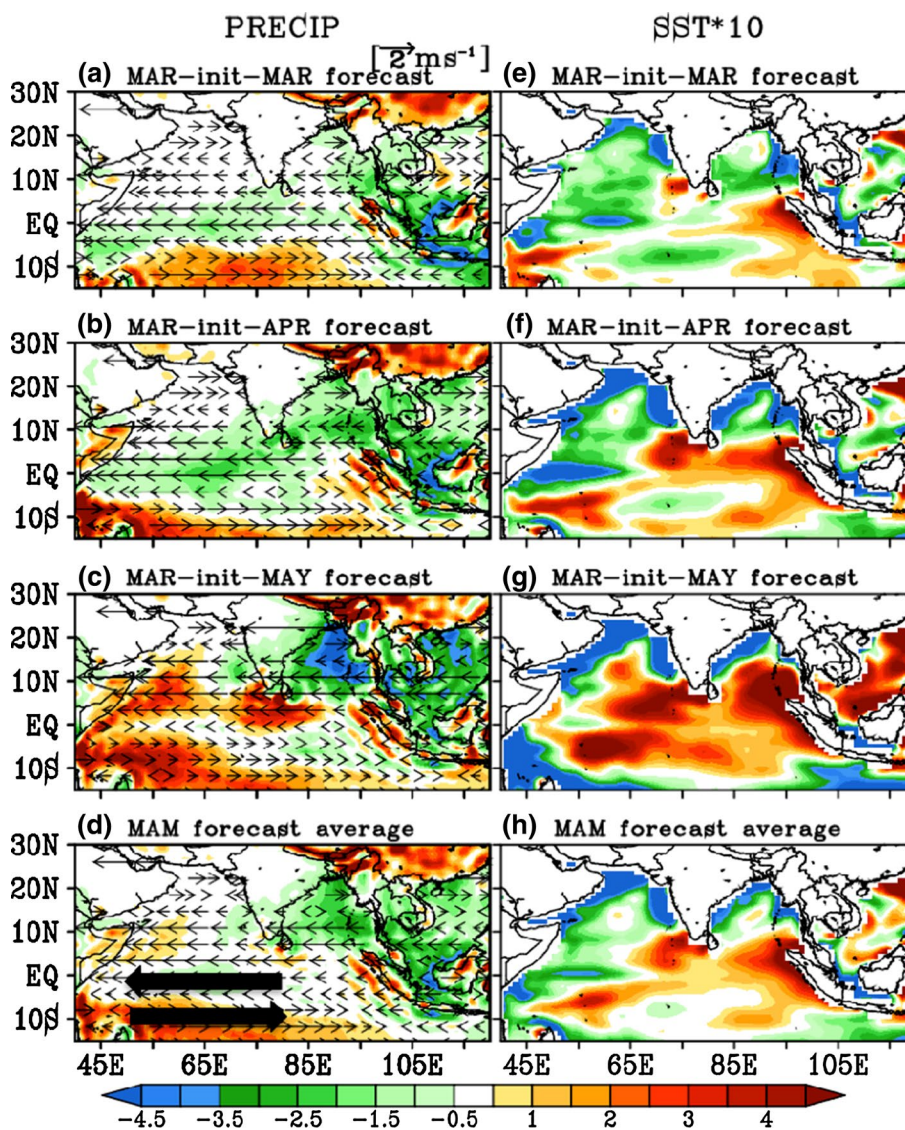 PRECIP SST*10
[2 ms⁻¹]
(a) MAR-init-MAR forecast (e) MAR-init-MAR forecast
30N
20N
10N
EQ
10S
(b) MAR-init-APR forecast (f) MAR-init-APR forecast
30N
20N
10N
EQ
10S
(c) MAR-init-MAY forecast (g) MAR-init-MAY forecast
30N
20N
10N
EQ
10S
(d) MAM forecast average (h) MAM forecast average
30N
20N
10N
EQ
10S
45E 65E 85E 105E 45E 65E 85E 105E
-4.5 -3.5 -2.5 -1.5 -0.5 1 2 3 4